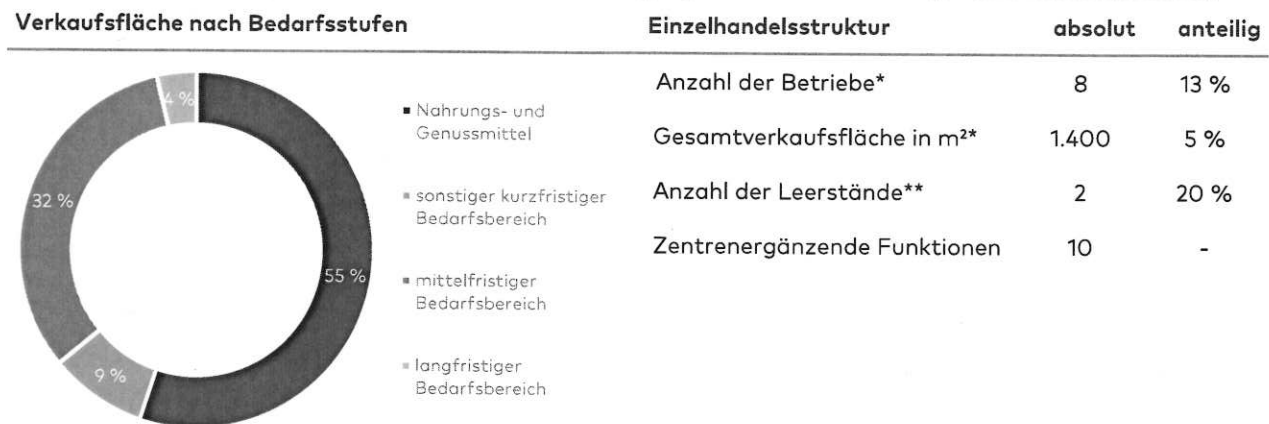 Verkaufsfläche nach Bedarfsstufen
4 %
32 %
55 %
9 %
Nahrungs- und
Genussmittel
sonstiger kurzfristiger
Bedarfsbereich
mittelfristiger
Bedarfsbereich
langfristiger
Bedarfsbereich
Einzelhandelsstruktur absolut anteilig
Anzahl der Betriebe* 8 13 %
Gesamtverkaufsfläche in m²* 1.400 5 %
Anzahl der Leerstände** 2 20 %
Zentrenergänzende Funktionen 10 -